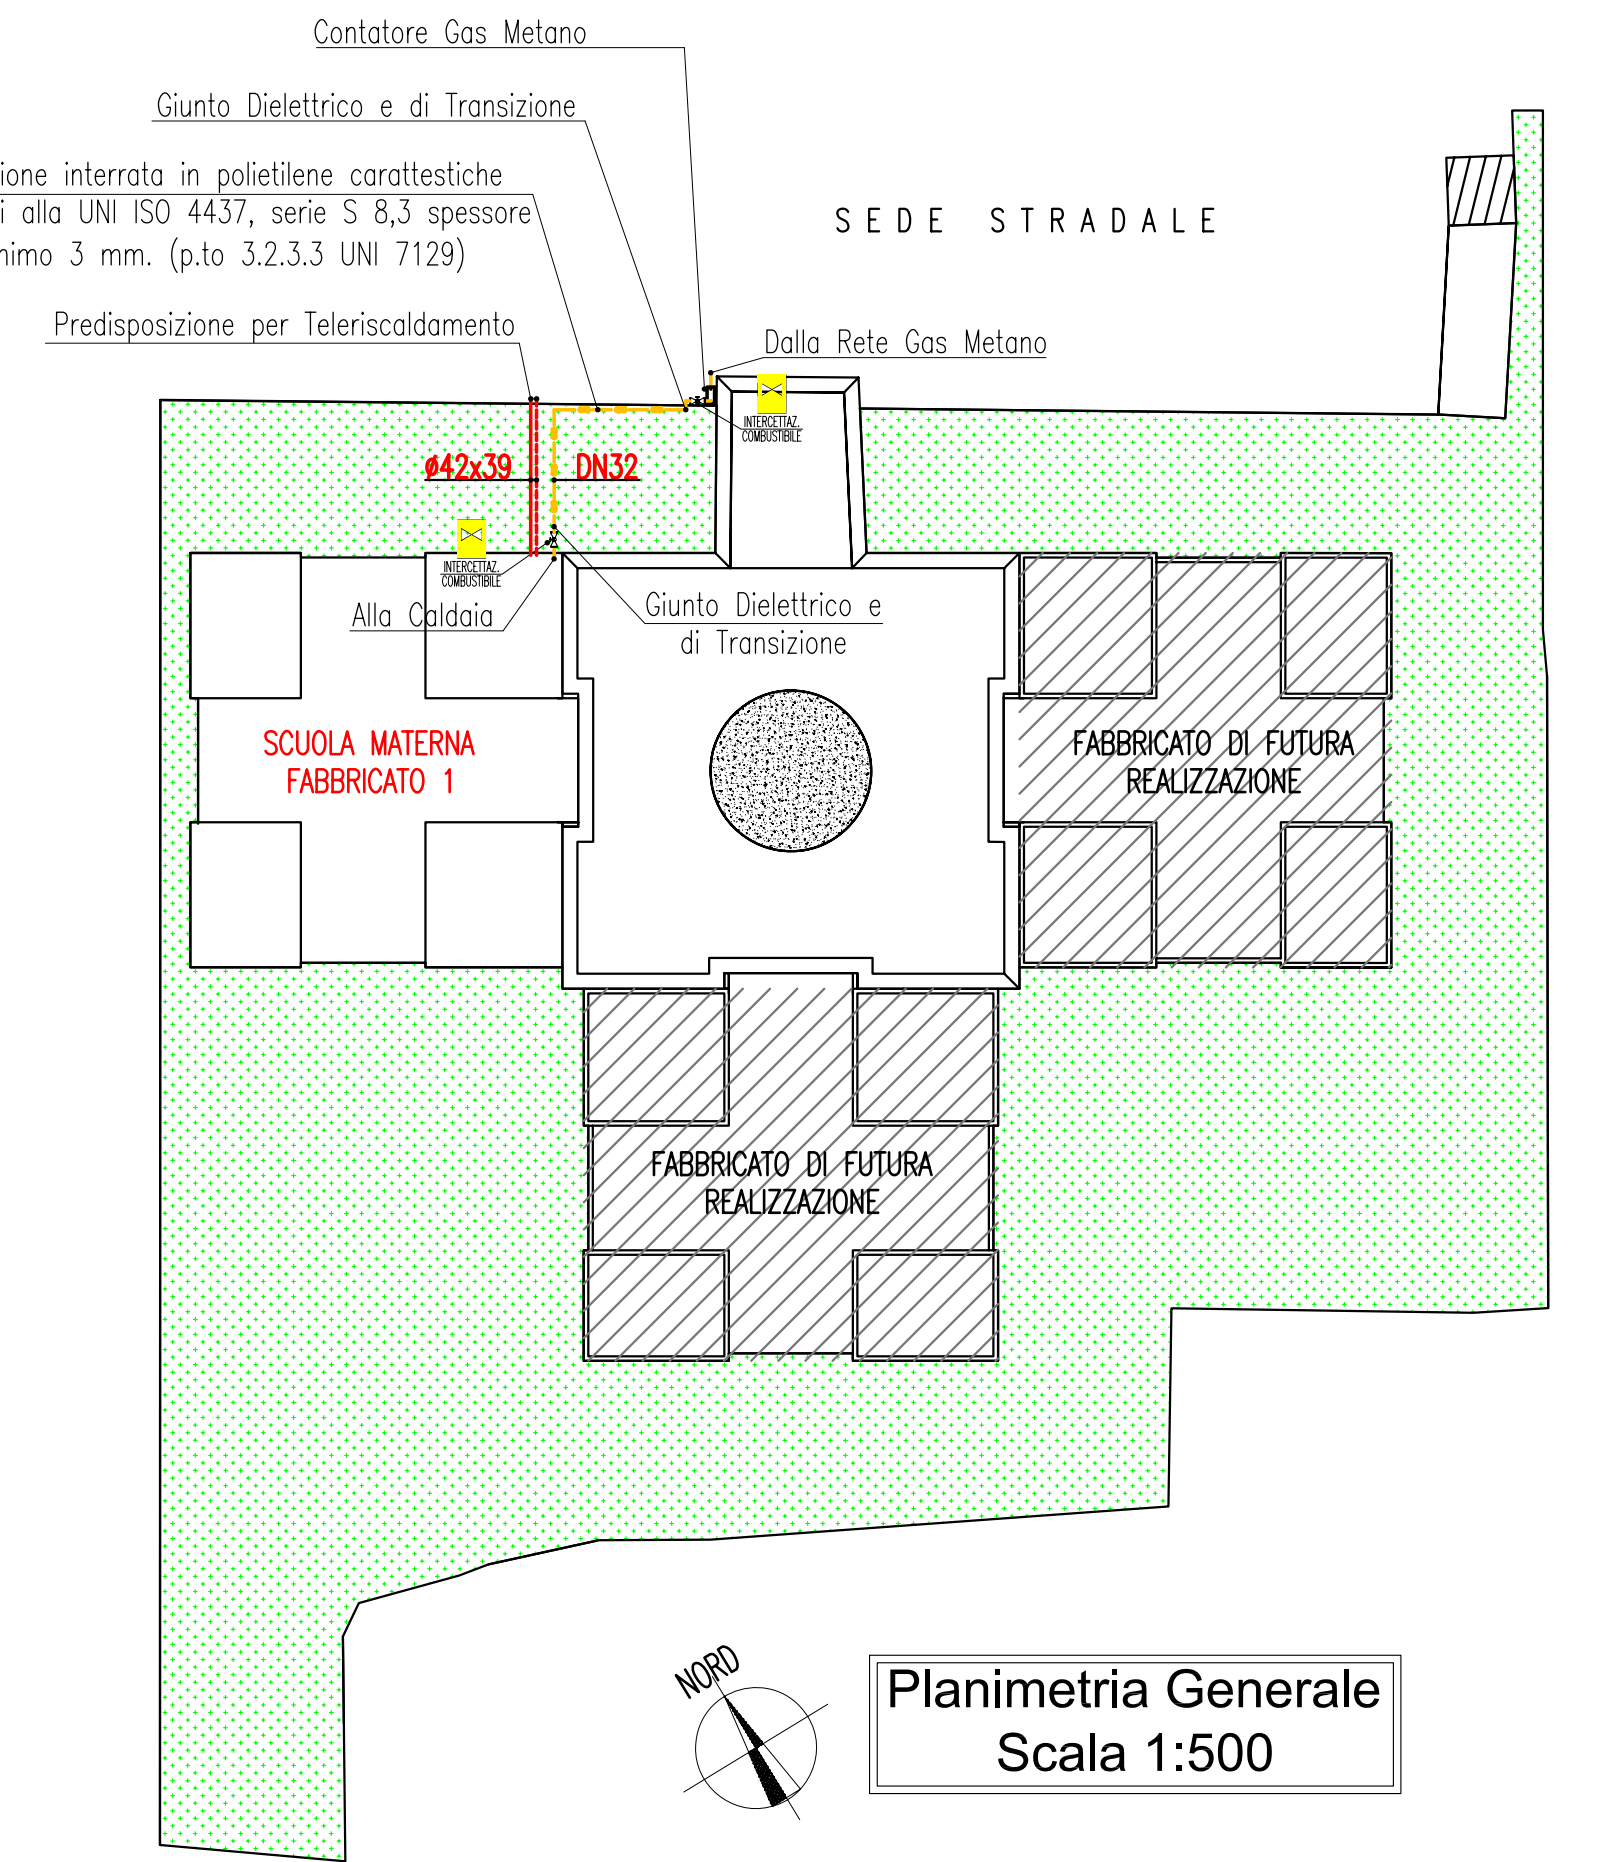 Contatore Gas Metano
Giunto Dielettrico e di Transizione
ione interrata in polietilene carattestiche
i alla UNI ISO 4437, serie S 8,3 spessore
nimo 3 mm. (p.to 3.2.3.3 UNI 7129)
SEDE STRADALE
Predisposizione per Teleriscaldamento
Dalla Rete Gas Metano
INTERCETTAZ.
COMBUSTIBILE
ø42x39
DN32
INTERCETTAZ.
COMBUSTIBILE
Alla Caldaia
Giunto Dielettrico e
di Transizione
SCUOLA MATERNA
FABBRICATO 1
FABBRICATO DI FUTURA
REALIZZAZIONE
FABBRICATO DI FUTURA
REALIZZAZIONE
NORD
Planimetria Generale
Scala 1:500